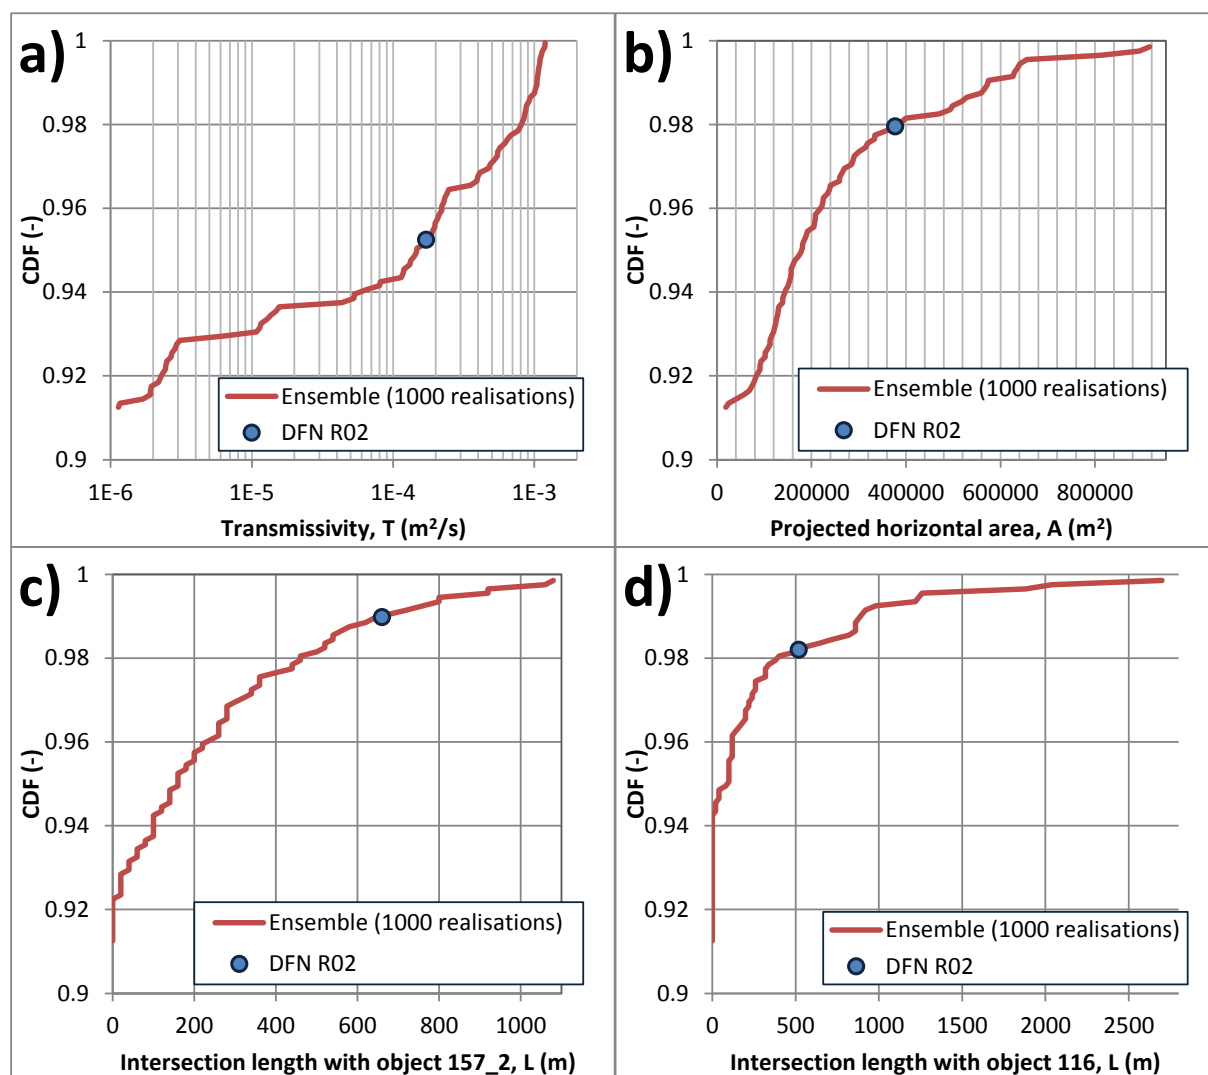 a)
CDF (-)
1
0.98
0.96
0.94
0.92
0.9
Ensemble (1000 realisations)
DFN R02
1E-6 1E-5 1E-4 1E-3
Transmissivity, T (m²/s)
b)
CDF (-)
1
0.98
0.96
0.94
0.92
0.9
Ensemble (1000 realisations)
DFN R02
0 200000 400000 600000 800000
Projected horizontal area, A (m²)
c)
CDF (-)
1
0.98
0.96
0.94
0.92
0.9
Ensemble (1000 realisations)
DFN R02
0 200 400 600 800 1000
Intersection length with object 157_2, L (m)
d)
CDF (-)
1
0.98
0.96
0.94
0.92
0.9
Ensemble (1000 realisations)
DFN R02
0 500 1000 1500 2000 2500
Intersection length with object 116, L (m)